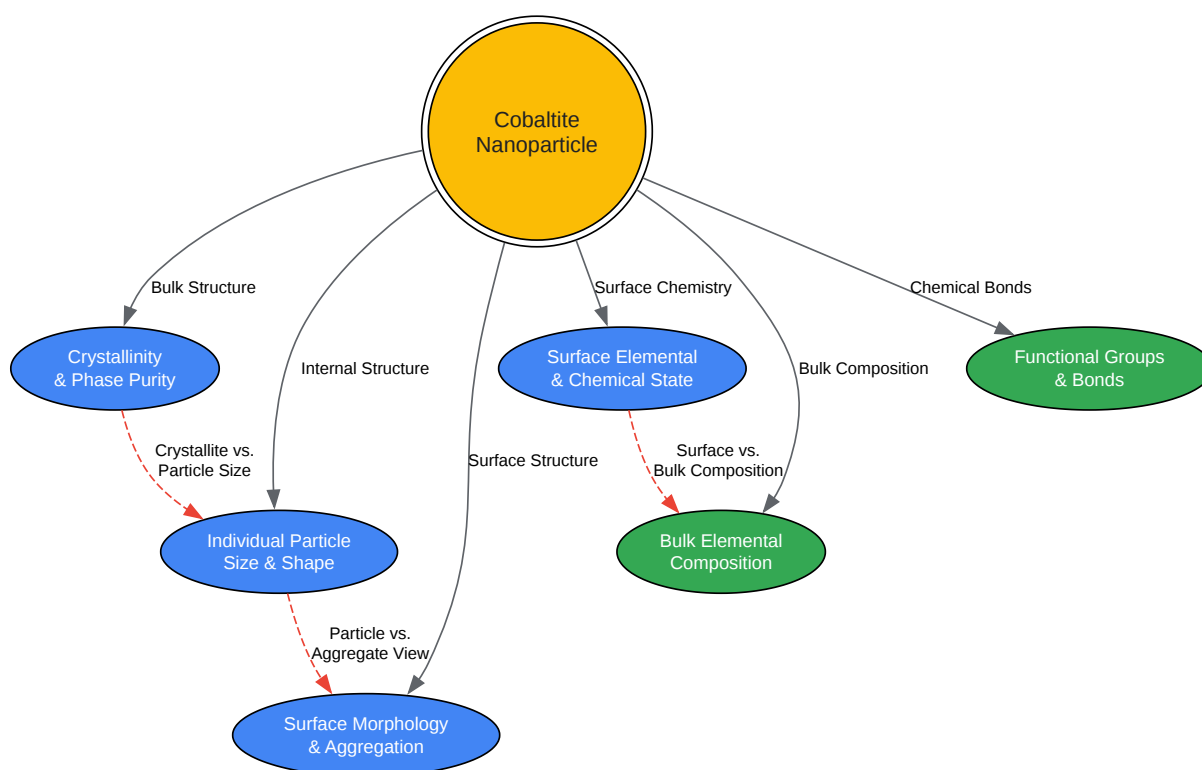 Cobaltite
Nanoparticle
Bulk Structure
Surface Chemistry
Chemical Bonds
Crystallinity
& Phase Purity
Internal Structure
Surface Elemental
& Chemical State
Bulk Composition
Functional Groups
& Bonds
Crystallite vs.
Particle Size
Surface Structure
Surface vs.
Bulk Composition
Individual Particle
Size & Shape
Bulk Elemental
Composition
Particle vs.
Aggregate View
Surface Morphology
& Aggregation